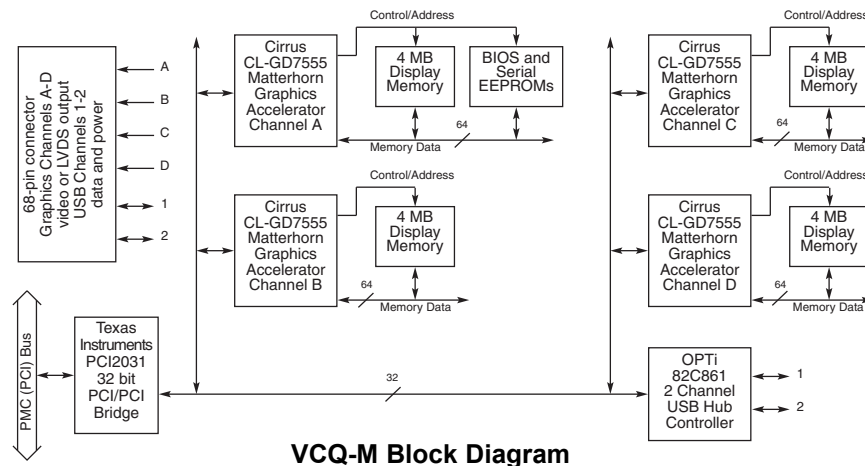 68-pin connector
Graphics Channels A-D
video or LVDS output
USB Channels 1-2
data and power
A
B
C
D
1
2
Control/Address
Cirrus
CL-GD7555
Matterhorn
Graphics
Accelerator
Channel A
4 MB
Display
Memory
BIOS and
Serial
EEPROMs
64
Memory Data
Control/Address
Cirrus
CL-GD7555
Matterhorn
Graphics
Accelerator
Channel C
4 MB
Display
Memory
64
Memory Data
Control/Address
Cirrus
CL-GD7555
Matterhorn
Graphics
Accelerator
Channel B
4 MB
Display
Memory
64
Memory Data
Control/Address
Cirrus
CL-GD7555
Matterhorn
Graphics
Accelerator
Channel D
4 MB
Display
Memory
64
Memory Data
PMC (PCI) Bus
Texas
Instruments
PCI2031
32 bit
PCI/PCI
Bridge
32
OPTi
82C861
2 Channel
USB Hub
Controller
1
2
VCQ-M Block Diagram